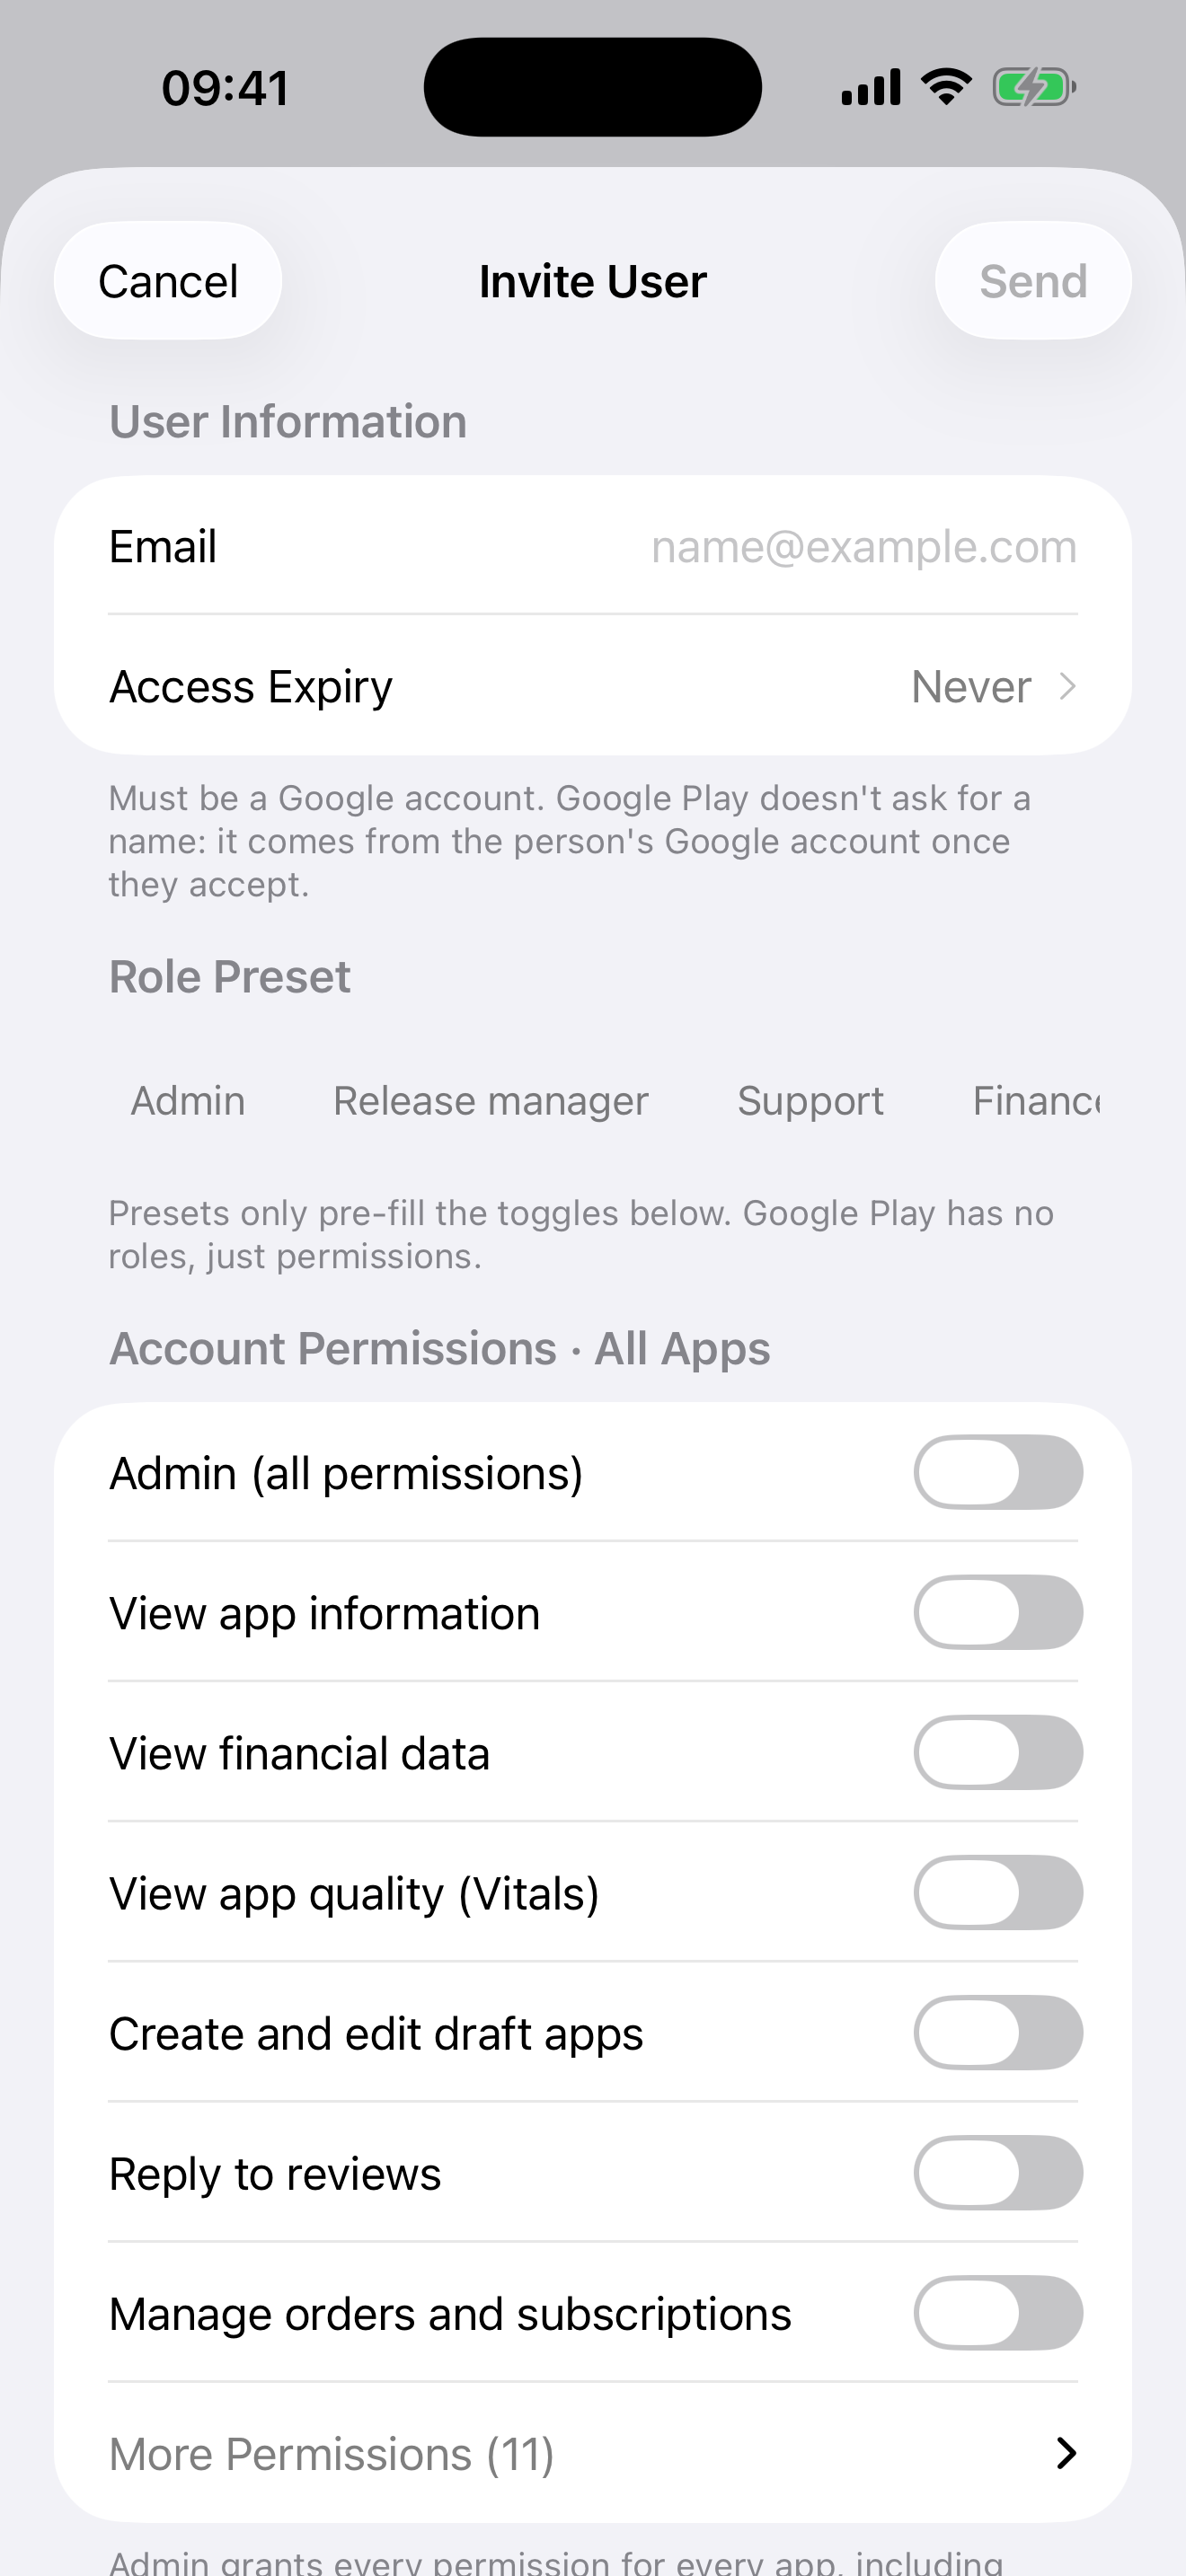 09:41
Cancel
Invite User
Send
User Information
Email
name@example.com
Access Expiry
Never
Must be a Google account. Google Play doesn't ask for a
name: it comes from the person's Google account once
they accept.
Role Preset
Admin
Release manager
Support
Finance
Presets only pre-fill the toggles below. Google Play has no
roles, just permissions.
Account Permissions · All Apps
Admin (all permissions)
View app information
View financial data
View app quality (Vitals)
Create and edit draft apps
Reply to reviews
Manage orders and subscriptions
More Permissions (11)
Admin grants every permission for every app, including